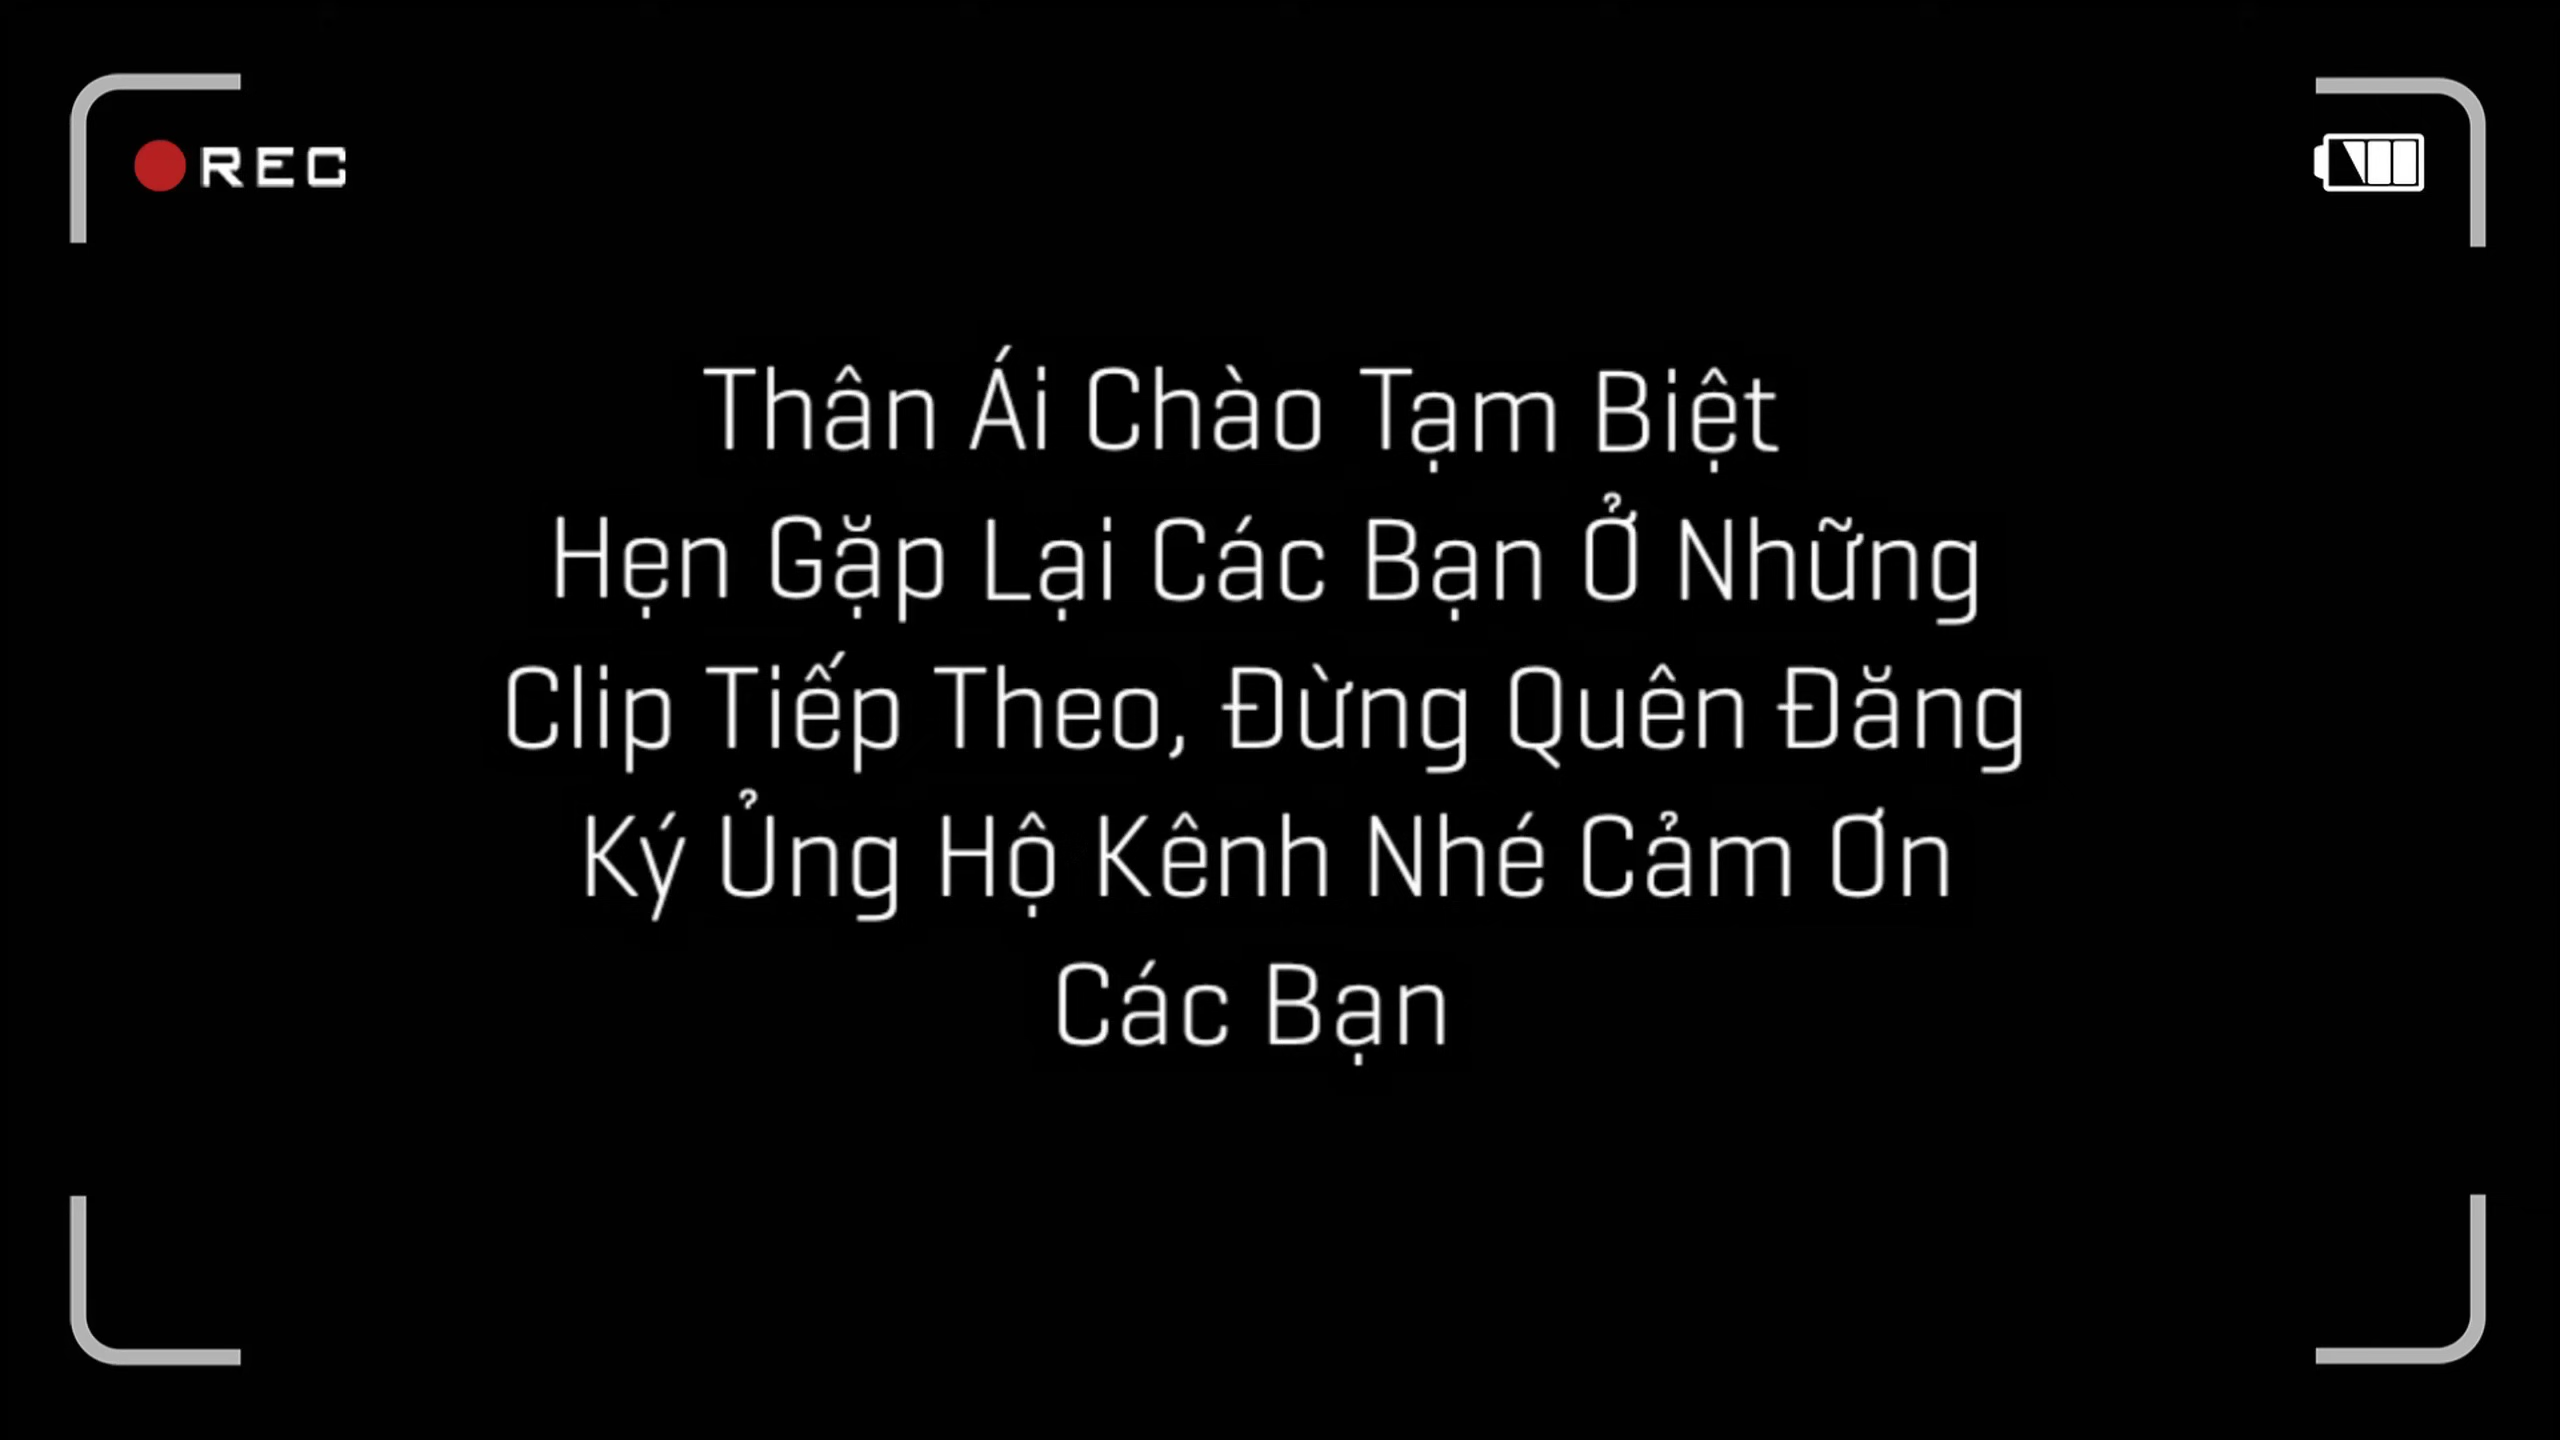 REC
Thân Ái Chào Tạm Biệt
Hẹn Gặp Lại Các Bạn Ở Những
Clip Tiếp Theo, Đừng Quên Đăng
Ký Ủng Hộ Kênh Nhé Cảm Ơn
Các Bạn